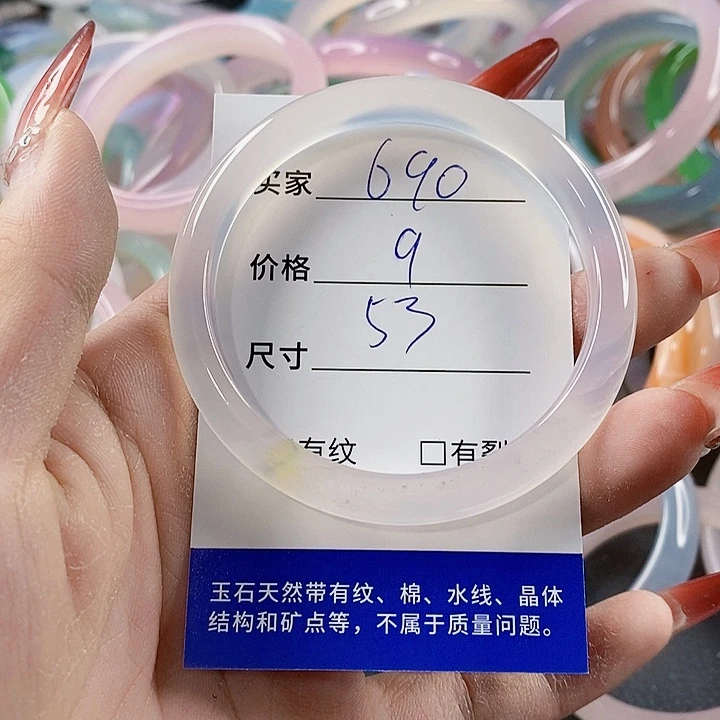 买家 690
价格 9
尺寸 53
有纹 □有裂
玉石天然带有纹、棉、水线、晶体
结构和矿点等，不属于质量问题。